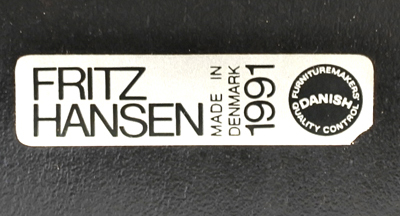 FRITZ
HANSEN
MADE IN
DENMARK
1991
FURNITUREMAKERS'
DANISH
QUALITY CONTROL